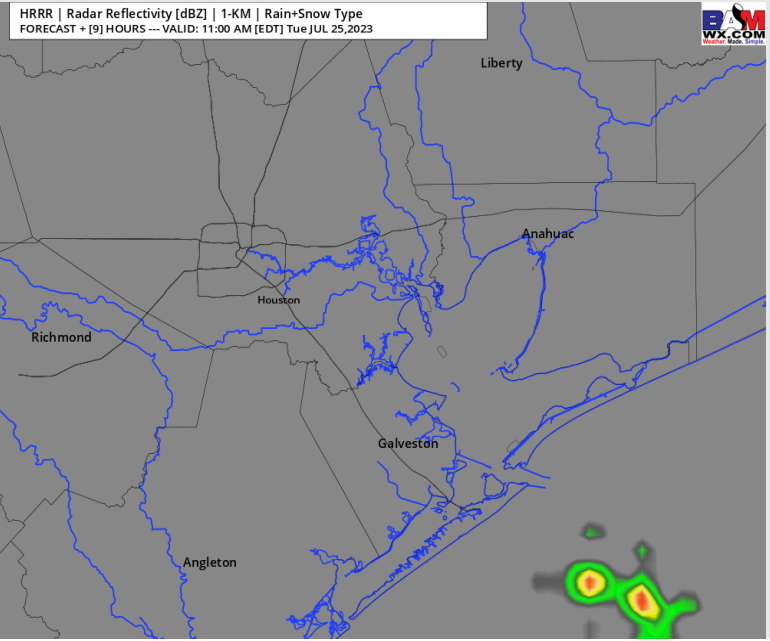 HRRR | Radar Reflectivity [dBZ] | 1-KM | Rain+Snow Type
FORECAST + [9] HOURS --- VALID: 11:00 AM [EDT] Tue JUL 25,2023
BAM
WX.COM
Weather. Made. Simple.
Liberty
Anahuac
Houston
Richmond
Galveston
Angleton